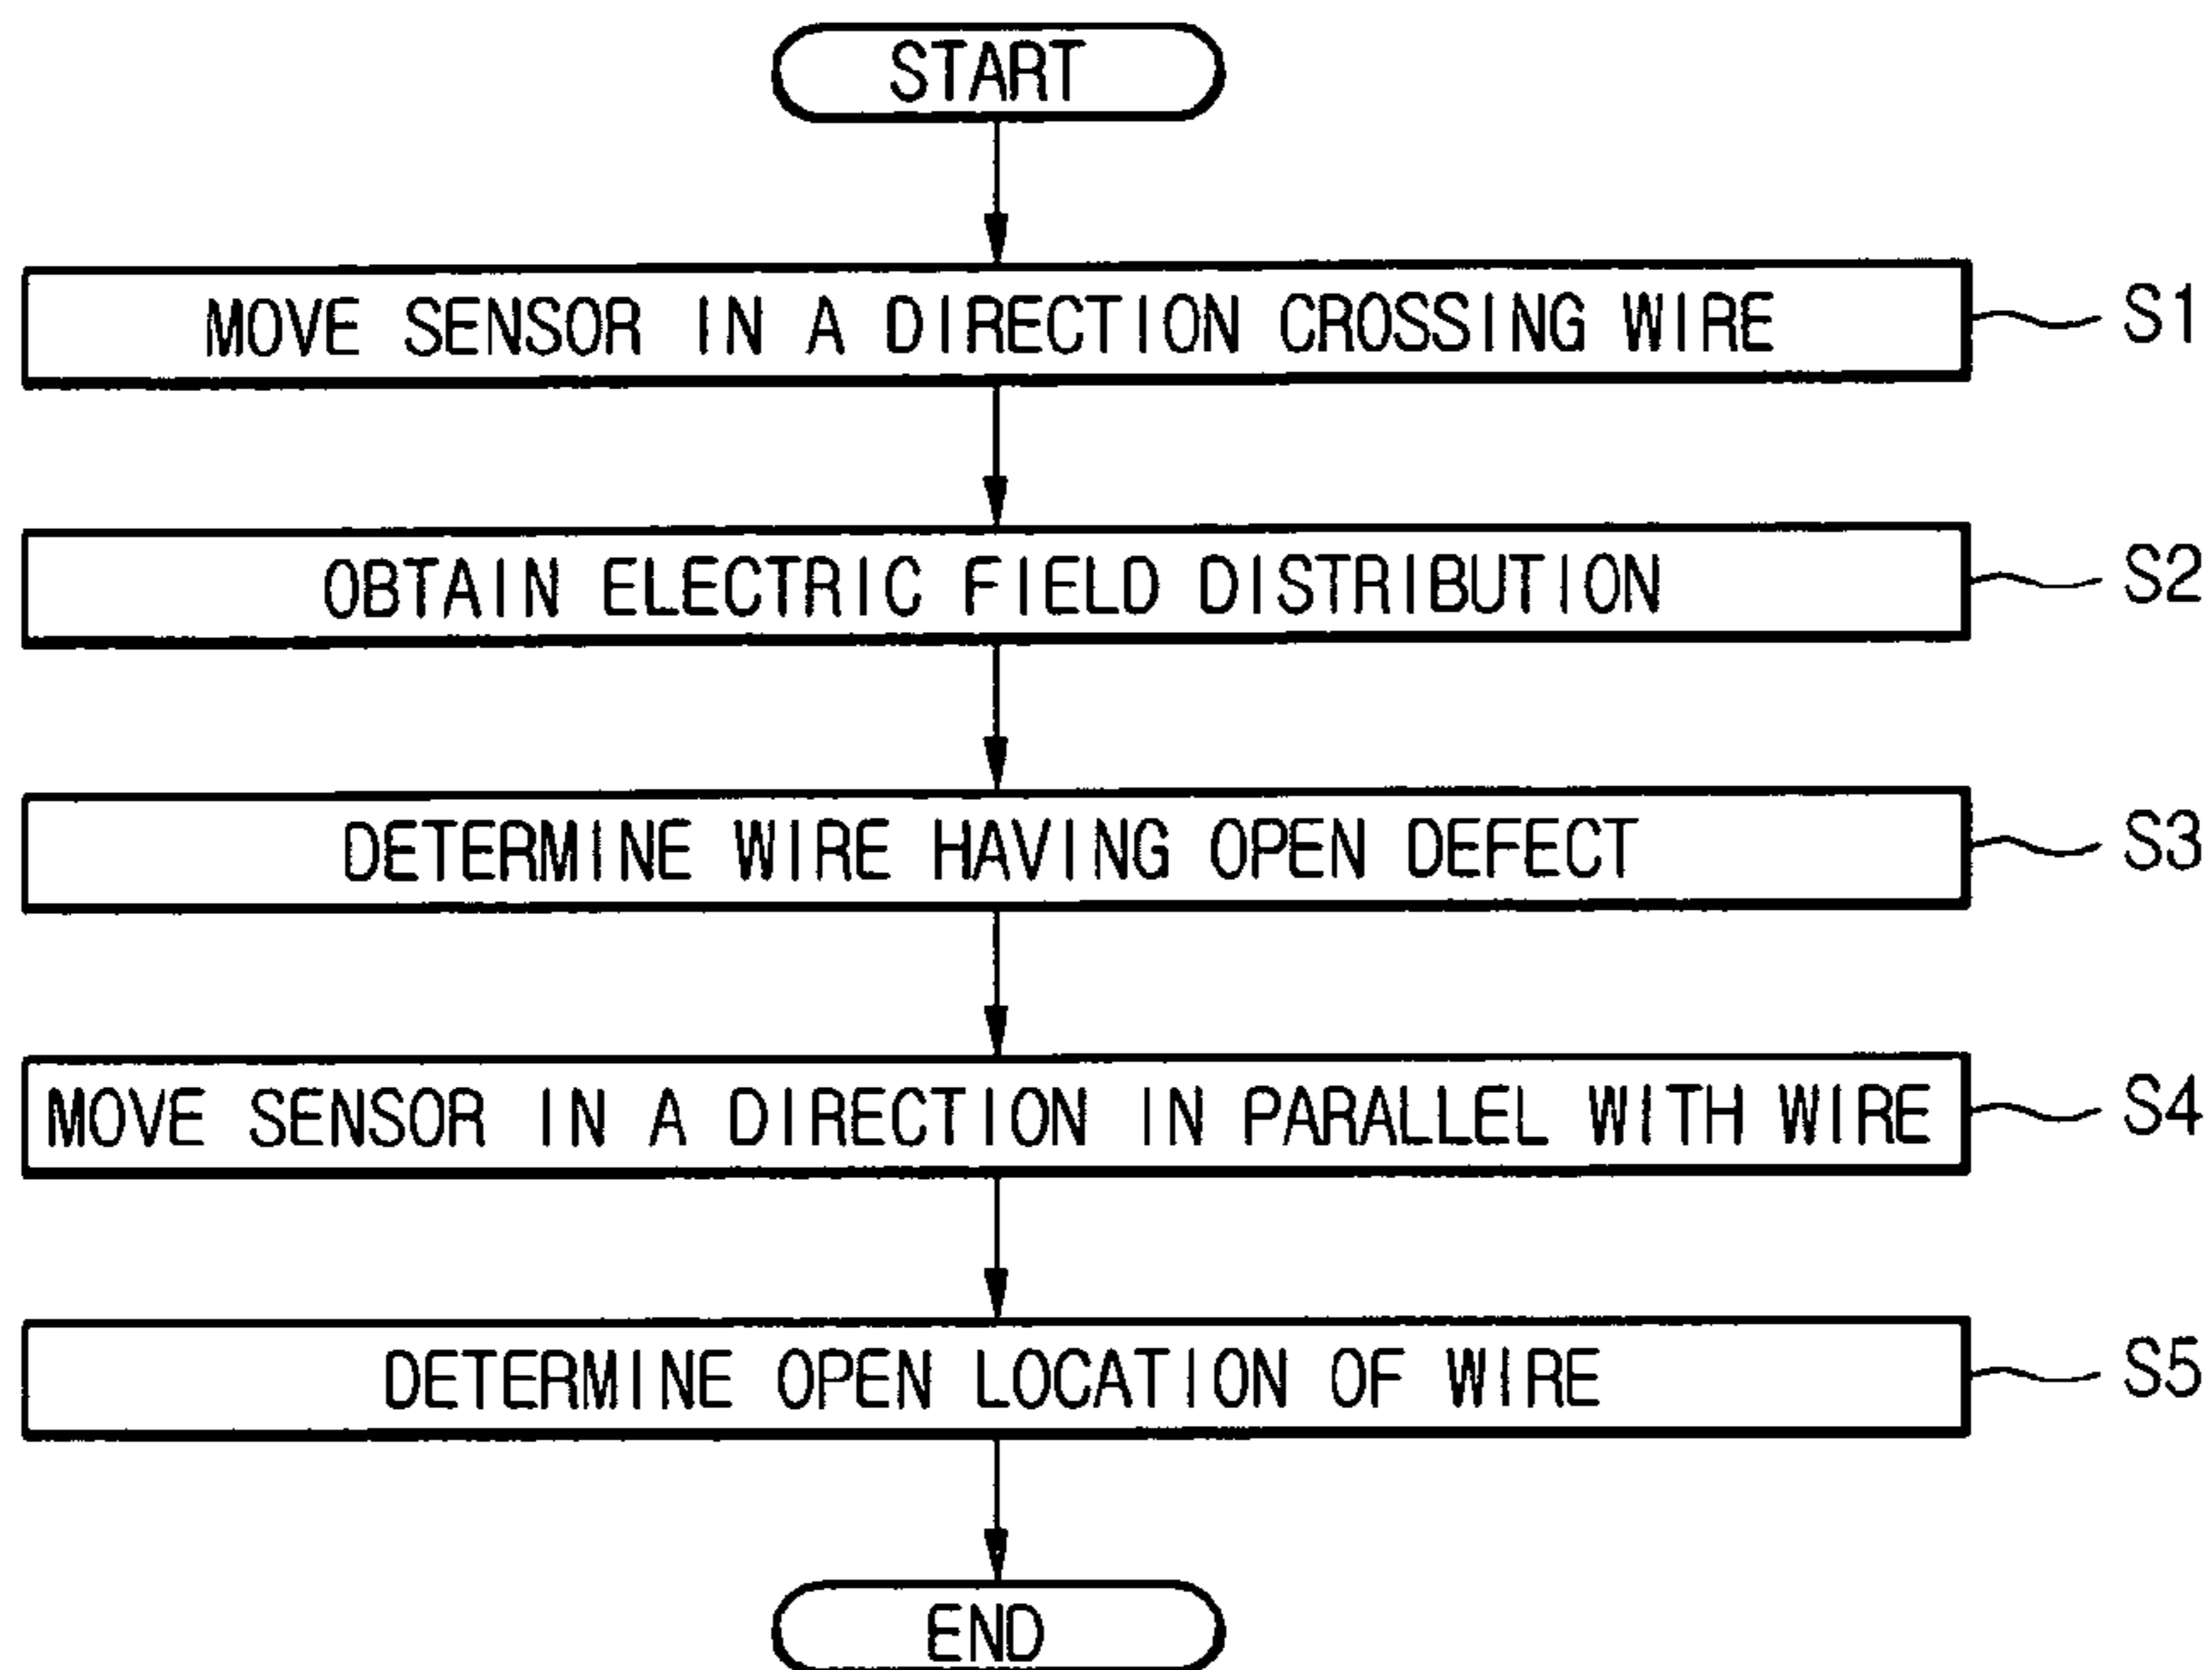 START
MOVE SENSOR IN A DIRECTION CROSSING WIRE S1
OBTAIN ELECTRIC FIELD DISTRIBUTION S2
DETERMINE WIRE HAVING OPEN DEFECT S3
MOVE SENSOR IN A DIRECTION IN PARALLEL WITH WIRE S4
DETERMINE OPEN LOCATION OF WIRE S5
END